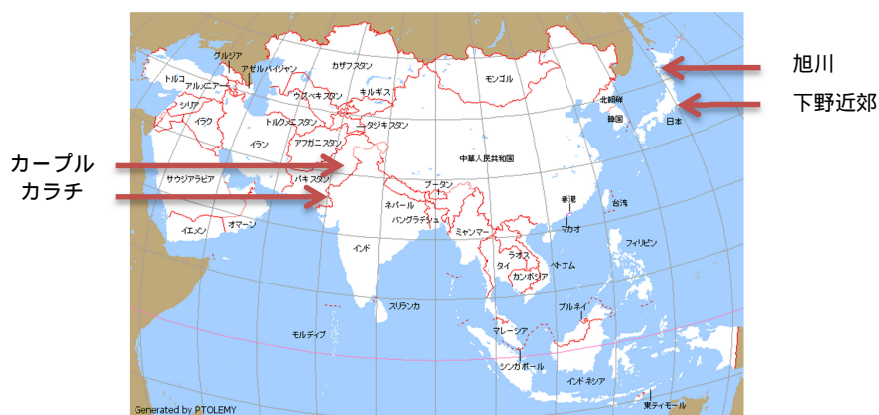 旭川
下野近郊
カープル
カラチ
グルジア
アゼルバイジャン
トルコ
アルメニアー
シリア
イラク
イラン
サウジアラビア
イエメン
オマーン
カザフスタン
ウズベキスタン
キルギス
トルクメニスタン
タジキスタン
アフガニスタン
パキスタン
モンゴル
北朝鮮
韓国
日本
中華人民共和国
ブータン
ネパール
バングラデシュ
インド
ミャンマー
香港
マカオ
台湾
ラオス
タイ
ベトナム
カンボジア
フィリピン
スリランカ
モルディブ
ブルネイ
マレーシア
シンガポール
インドネシア
東ティモール
Generated by PTOLEMY